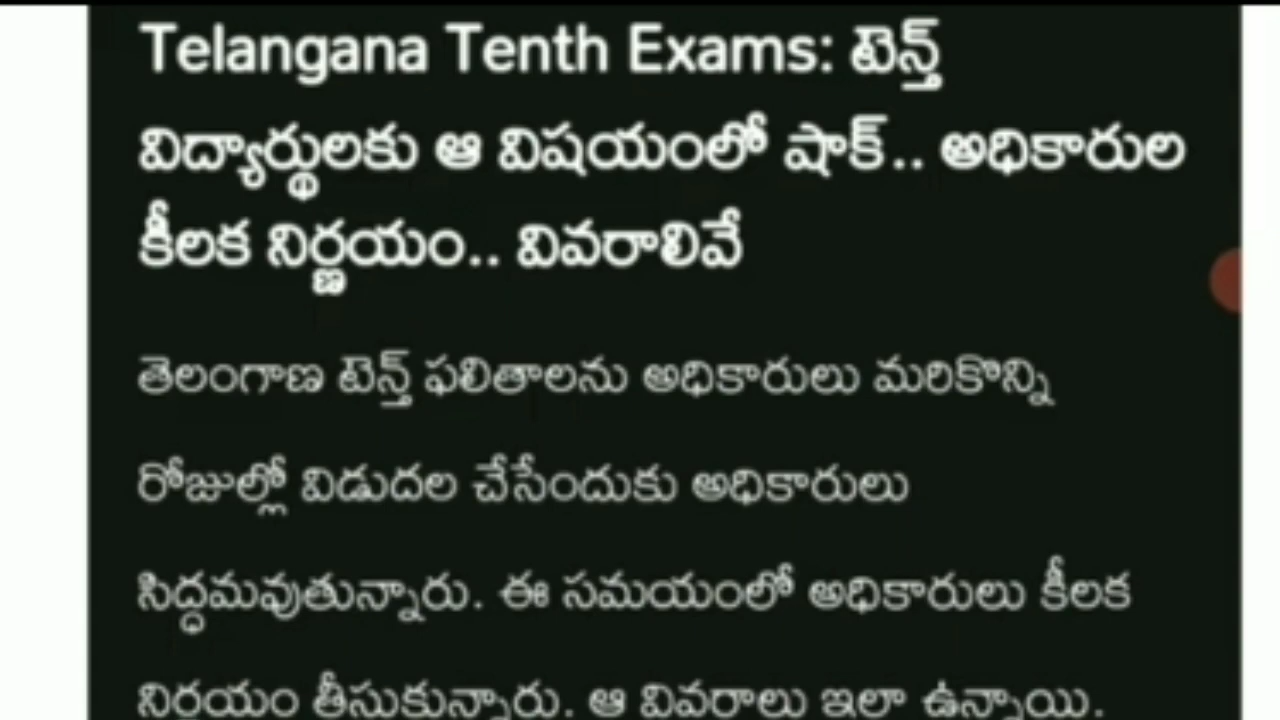 Telangana Tenth Exams: టెన్త్
విద్యార్థులకు ఆ విషయంలో షాక్.. అధికారుల
కీలక నిర్ణయం.. వివరాలివే
తెలంగాణ టెన్త్ ఫలితాలను అధికారులు మరికొన్ని
రోజుల్లో విడుదల చేసేందుకు అధికారులు
సిద్ధమవుతున్నారు. ఈ సమయంలో అధికారులు కీలక
నిర్ణయం తీసుకున్నారు. ఆ వివరాలు ఇలా ఉన్నాయి.